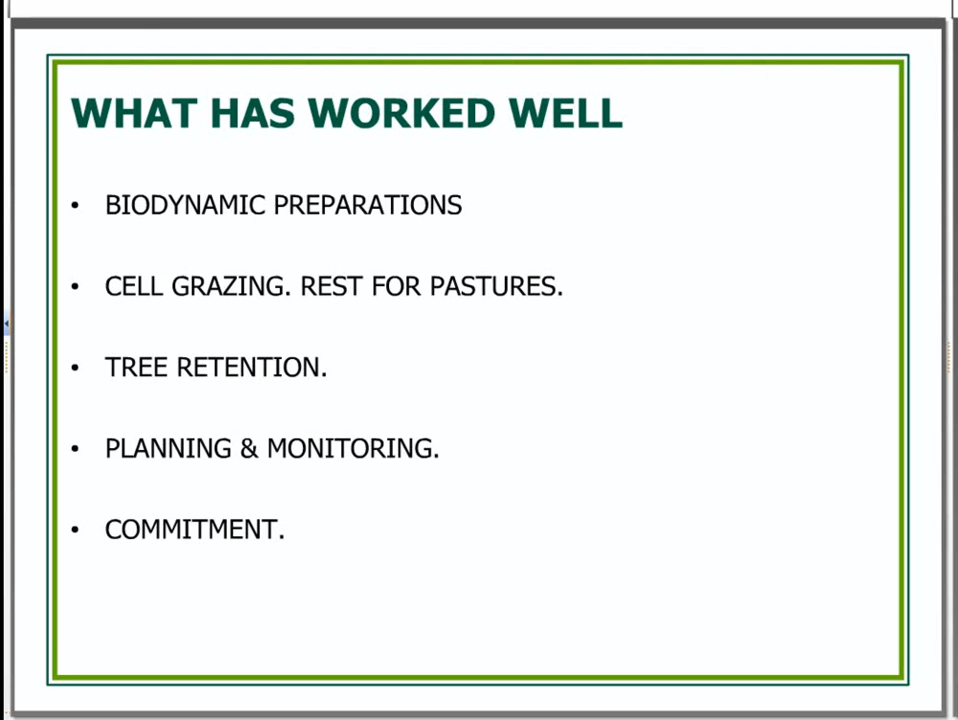 WHAT HAS WORKED WELL
• BIODYNAMIC PREPARATIONS
• CELL GRAZING. REST FOR PASTURES.
• TREE RETENTION.
• PLANNING & MONITORING.
• COMMITMENT.